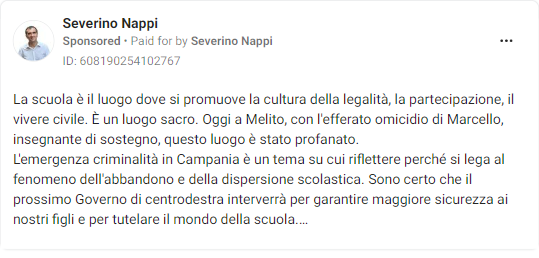 Severino Nappi
Sponsored • Paid for by Severino Nappi
ID: 608190254102767
La scuola è il luogo dove si promuove la cultura della legalità, la partecipazione, il
vivere civile. È un luogo sacro. Oggi a Melito, con l'efferato omicidio di Marcello,
insegnante di sostegno, questo luogo è stato profanato.
L'emergenza criminalità in Campania è un tema su cui riflettere perché si lega al
fenomeno dell'abbandono e della dispersione scolastica. Sono certo che il
prossimo Governo di centrodestra interverrà per garantire maggiore sicurezza ai
nostri figli e per tutelare il mondo della scuola....